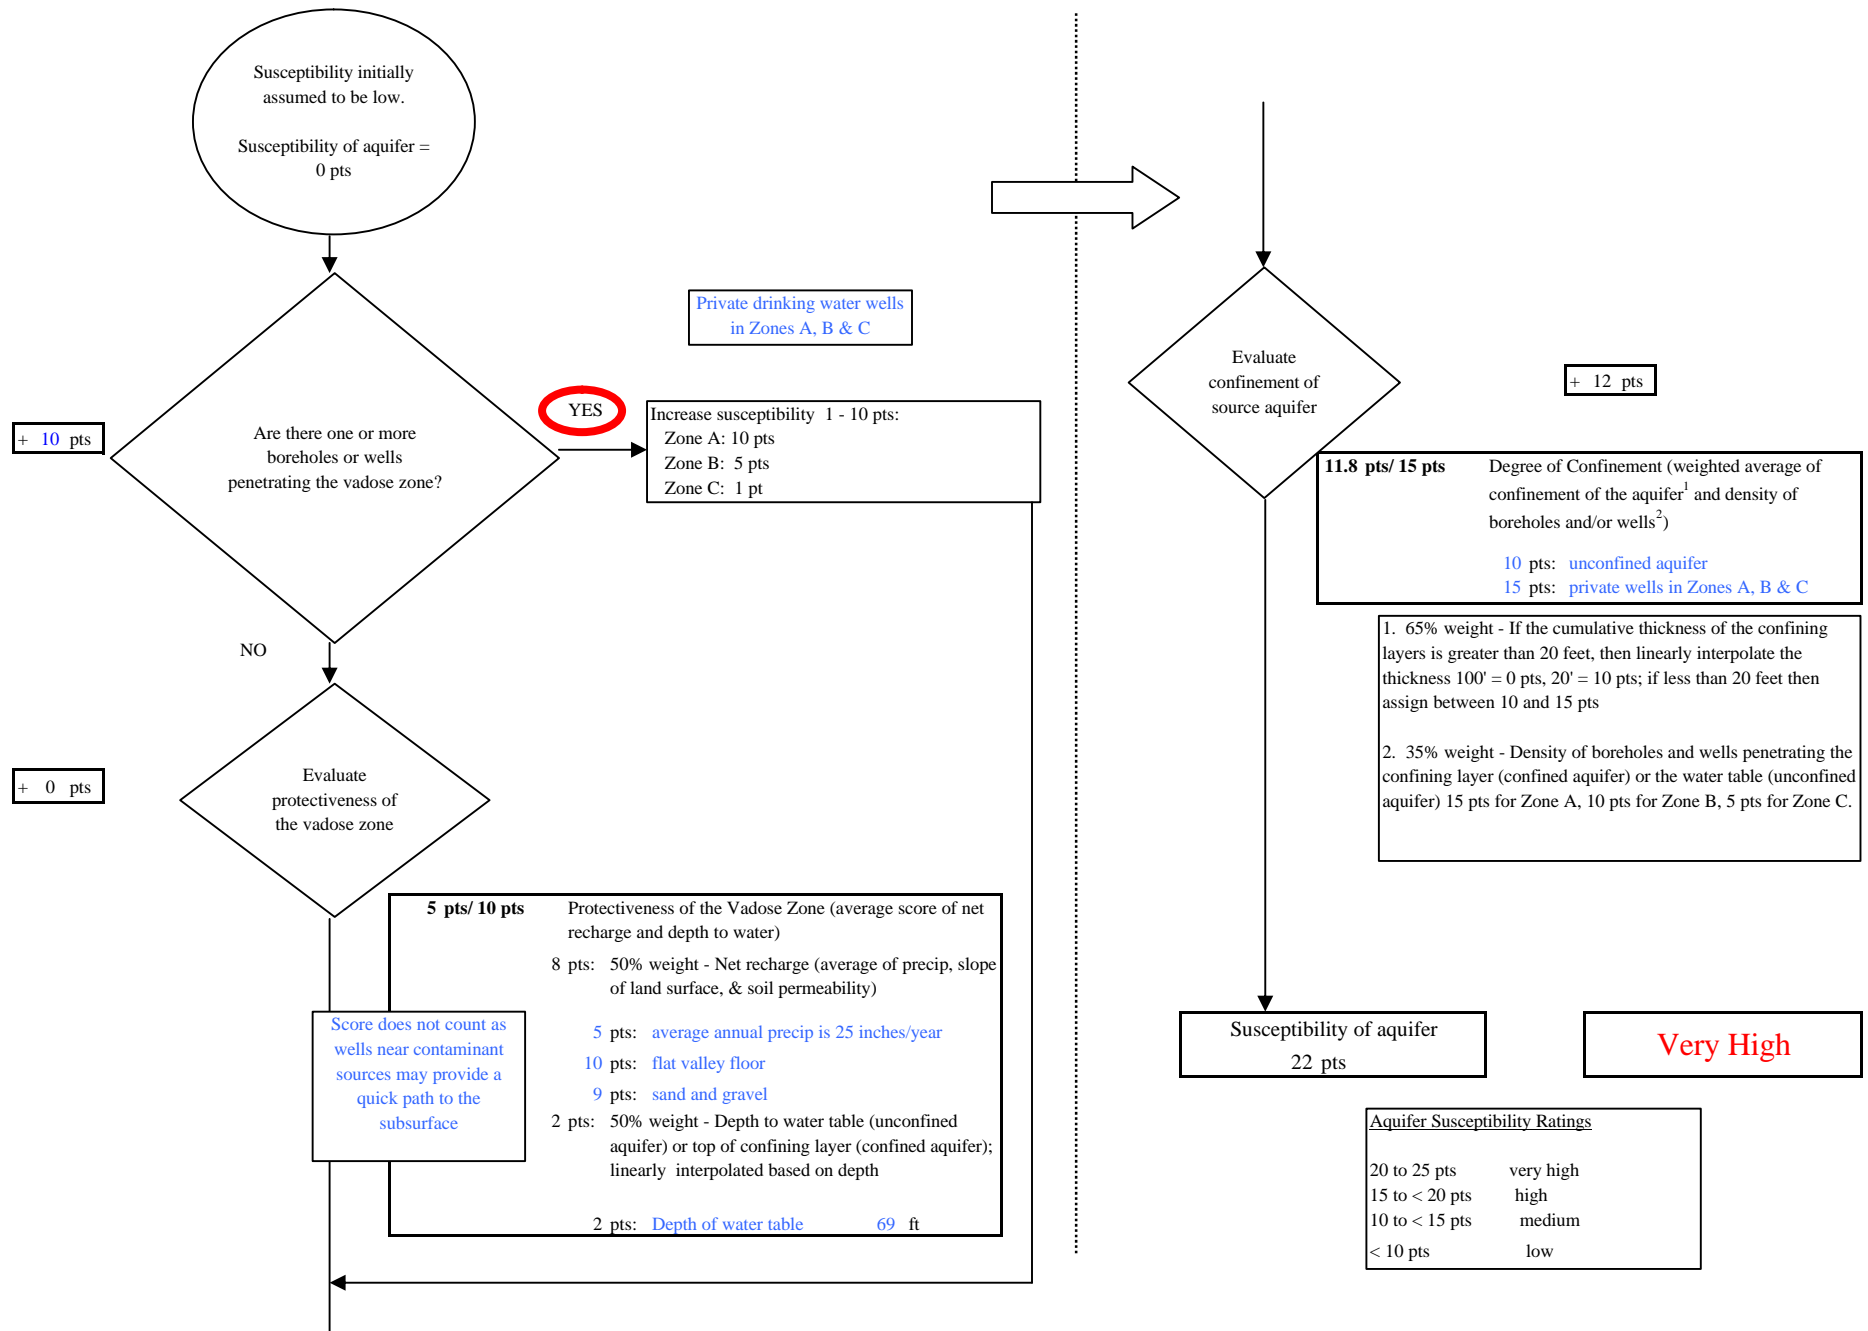 Susceptibility initially
assumed to be low.
Susceptibility of aquifer =
0 pts
Private drinking water wells
in Zones A, B & C
+ 10 pts
Are there one or more
boreholes or wells
penetrating the vadose zone?
YES
Increase susceptibility 1 - 10 pts:
Zone A: 10 pts
Zone B: 5 pts
Zone C: 1 pt
NO
+ 0 pts
Evaluate
protectiveness of
the vadose zone
5 pts/ 10 pts Protectiveness of the Vadose Zone (average score of net
recharge and depth to water)
8 pts: 50% weight - Net recharge (average of precip, slope
of land surface, & soil permeability)
5 pts: average annual precip is 25 inches/year
10 pts: flat valley floor
9 pts: sand and gravel
2 pts: 50% weight - Depth to water table (unconfined
aquifer) or top of confining layer (confined aquifer);
linearly interpolated based on depth
2 pts: Depth of water table 69 ft
Score does not count as
wells near contaminant
sources may provide a
quick path to the
subsurface
Evaluate
confinement of
source aquifer
+ 12 pts
11.8 pts/ 15 pts Degree of Confinement (weighted average of
confinement of the aquifer1 and density of
boreholes and/or wells2)
10 pts: unconfined aquifer
15 pts: private wells in Zones A, B & C
1. 65% weight - If the cumulative thickness of the confining
layers is greater than 20 feet, then linearly interpolate the
thickness 100' = 0 pts, 20' = 10 pts; if less than 20 feet then
assign between 10 and 15 pts
2. 35% weight - Density of boreholes and wells penetrating the
confining layer (confined aquifer) or the water table (unconfined
aquifer) 15 pts for Zone A, 10 pts for Zone B, 5 pts for Zone C.
Susceptibility of aquifer
22 pts
Very High
Aquifer Susceptibility Ratings
20 to 25 pts very high
15 to < 20 pts high
10 to < 15 pts medium
< 10 pts low